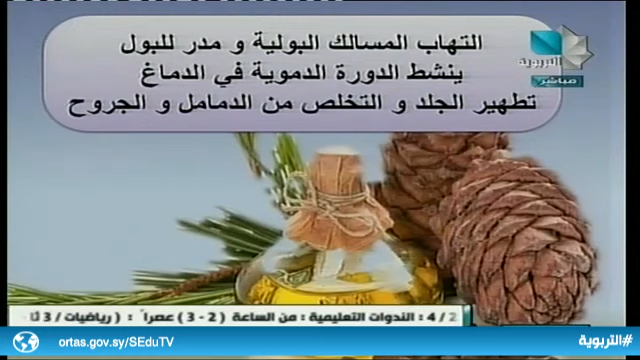 التهاب المسالك البولية و مدر للبول
ينشط الدورة الدموية في الدماغ
تطهير الجلد و التخلص من الدمامل و الجروح
التربوية
مباشر
4/2 : الندوات التعليمية : من الساعة ( 2 - 3 ) عصراً : ( رياضيات / 3
ortas.gov.sy/SEduTV
#التربوية